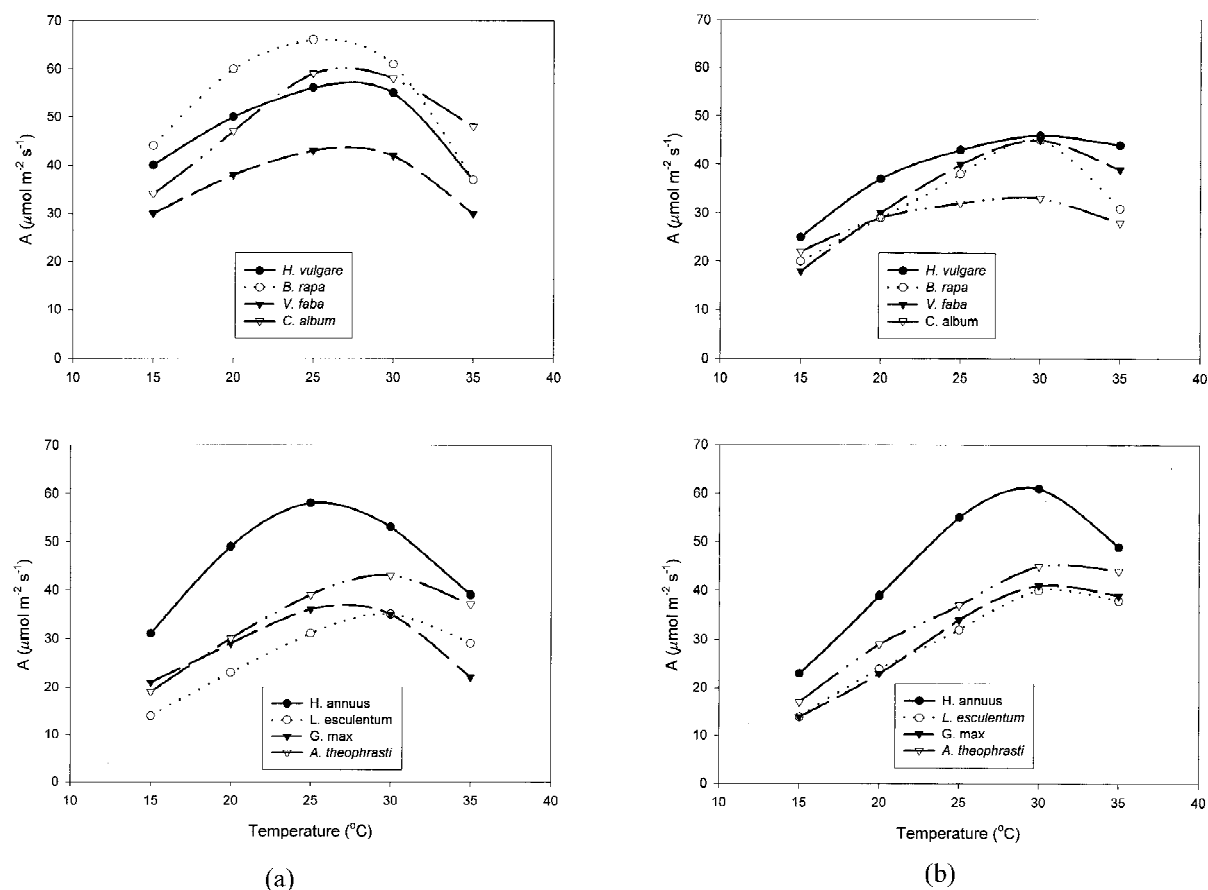 70
60
50
40
30
20
10
0
A (µmol m⁻² s⁻¹)
H. vulgare
B. rapa
V. faba
C. album
10 15 20 25 30 35 40
70
60
50
40
30
20
10
0
A (µmol m⁻² s⁻¹)
H. vulgare
B. rapa
V. faba
C. album
10 15 20 25 30 35 40
70
60
50
40
30
20
10
0
A (µmol m⁻² s⁻¹)
H. annuus
L. esculentum
G. max
A. theophrasti
10 15 20 25 30 35 40
Temperature (°C)
(a)
70
60
50
40
30
20
10
0
A (µmol m⁻² s⁻¹)
H. annuus
L. esculentum
G. max
A. theophrasti
10 15 20 25 30 35 40
Temperature (°C)
(b)